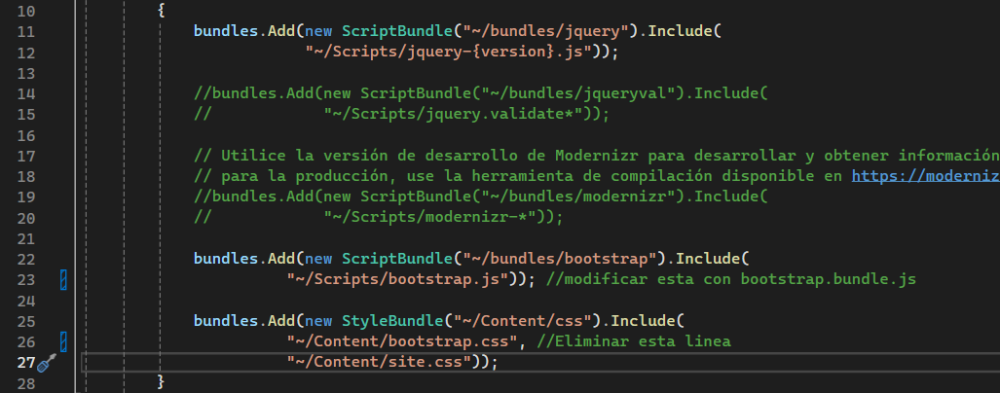 10 {
11 bundles.Add(new ScriptBundle("~/bundles/jquery").Include(
12 "~/Scripts/jquery-{version}.js"));
13
14 //bundles.Add(new ScriptBundle("~/bundles/jqueryval").Include(
15 // "~/Scripts/jquery.validate*"));
16
17 // Utilice la versión de desarrollo de Modernizr para desarrollar y obtener información
18 // para la producción, use la herramienta de compilación disponible en https://moderniz
19 //bundles.Add(new ScriptBundle("~/bundles/modernizr").Include(
20 // "~/Scripts/modernizr-*"));
21
22 bundles.Add(new ScriptBundle("~/bundles/bootstrap").Include(
23 "~/Scripts/bootstrap.js")); //modificar esta con bootstrap.bundle.js
24
25 bundles.Add(new StyleBundle("~/Content/css").Include(
26 "~/Content/bootstrap.css", //Eliminar esta linea
27 "~/Content/site.css"));
28 }